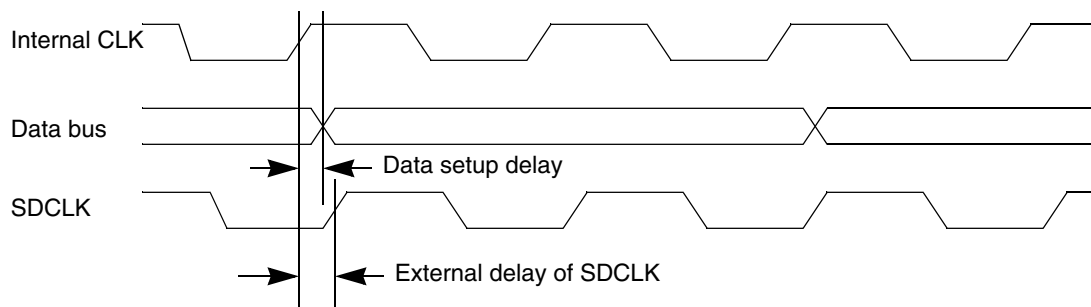 Internal CLK
Data bus
Data setup delay
SDCLK
External delay of SDCLK